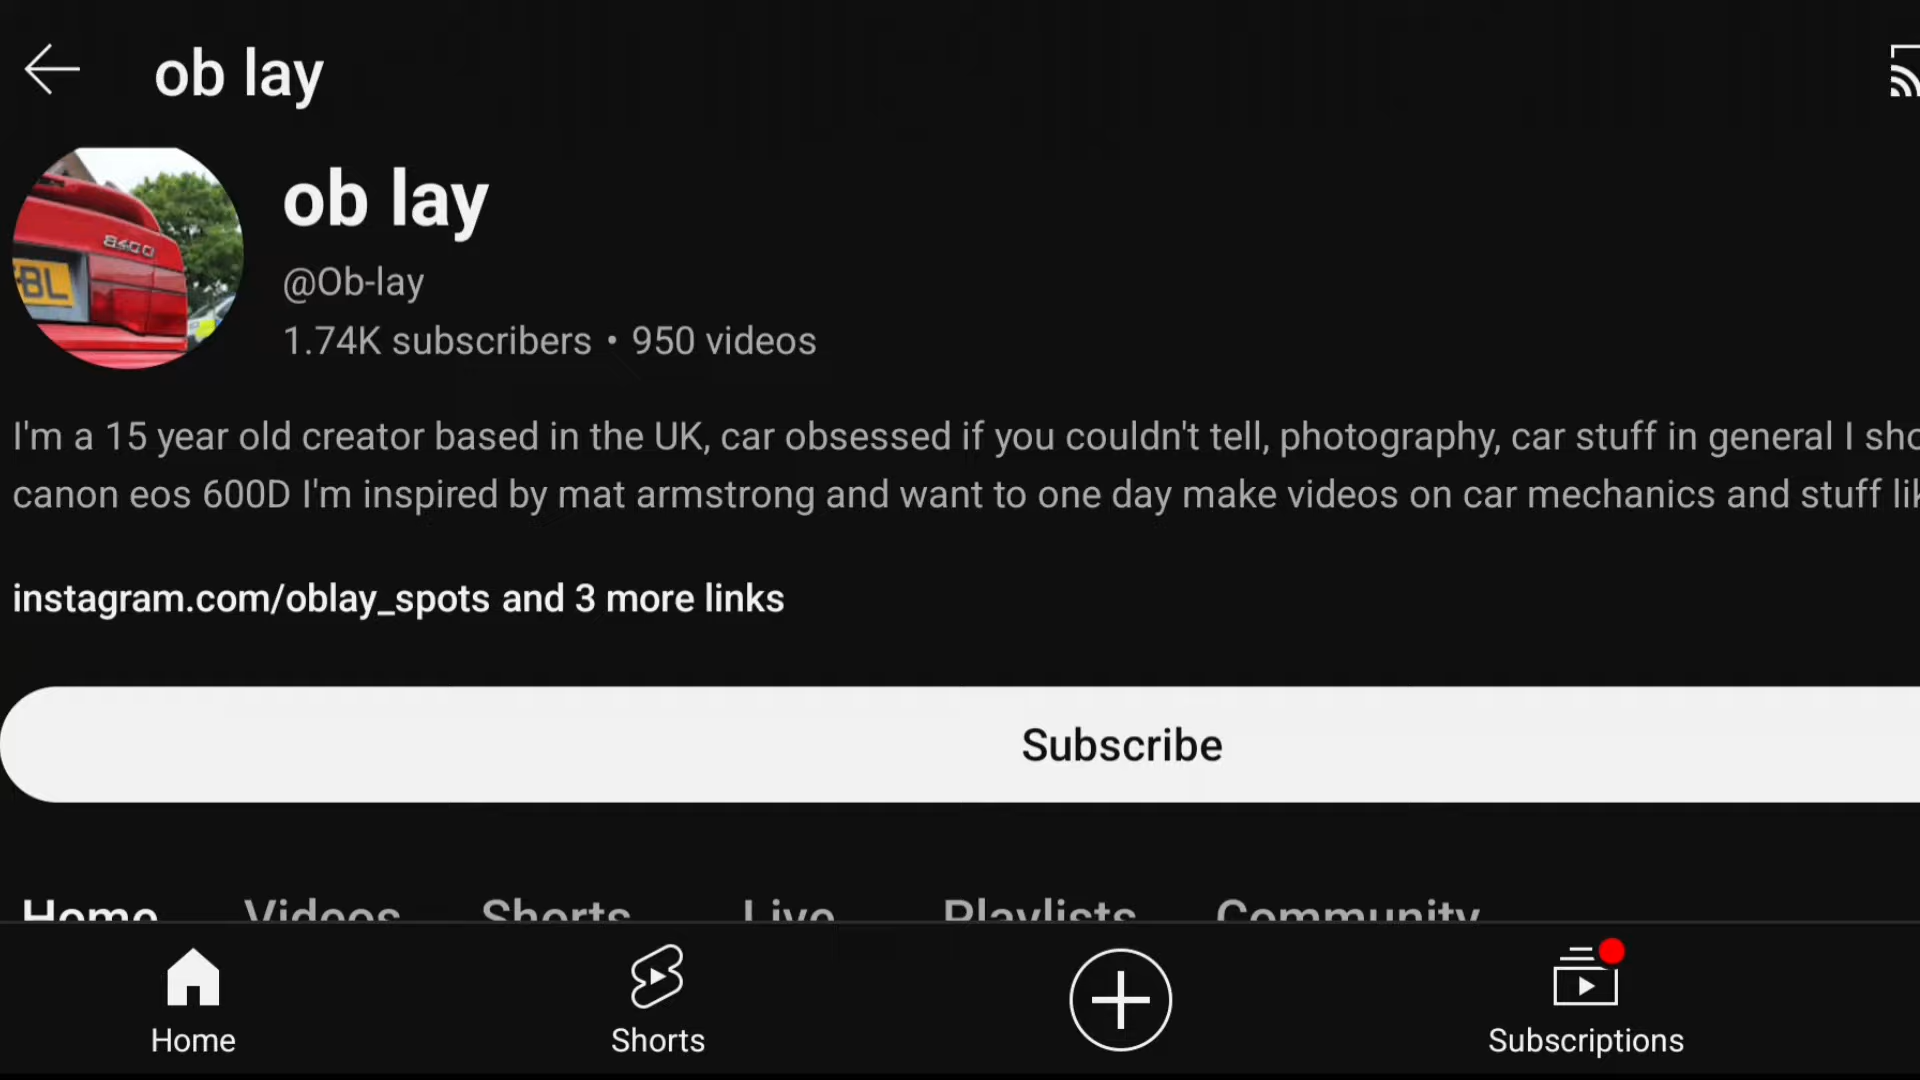 ob lay
ob lay
@Ob-lay
1.74K subscribers • 950 videos
I'm a 15 year old creator based in the UK, car obsessed if you couldn't tell, photography, car stuff in general I
canon eos 600D I'm inspired by mat armstrong and want to one day make videos on car mechanics and stuff
instagram.com/oblay_spots and 3 more links
Subscribe
Home Videos Shorts Live Playlists Community
Home Shorts Subscriptions
BL